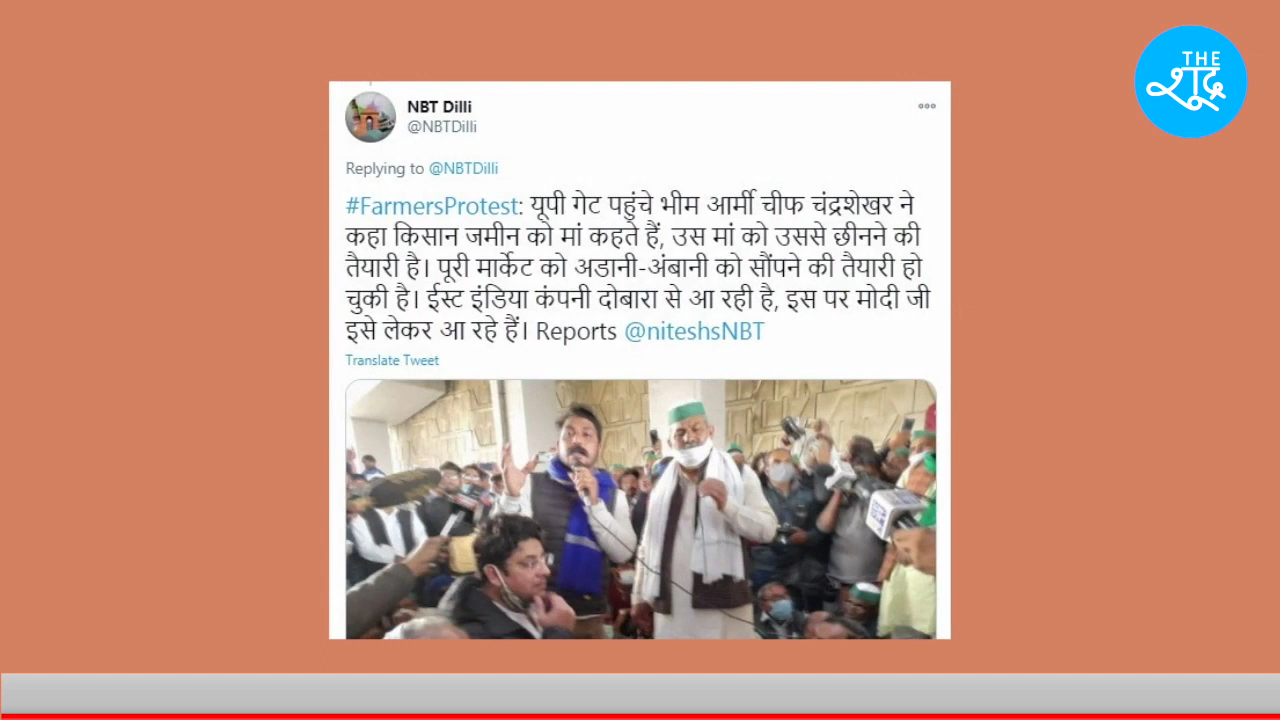 THE
शूद्र
NBT Dilli
@NBTDilli
Replying to @NBTDilli
#FarmersProtest: यूपी गेट पहुंचे भीम आर्मी चीफ चंद्रशेखर ने
कहा किसान जमीन को मां कहते हैं, उस मां को उससे छीनने की
तैयारी है। पूरी मार्केट को अडानी-अंबानी को सौंपने की तैयारी हो
चुकी है। ईस्ट इंडिया कंपनी दोबारा से आ रही है, इस पर मोदी जी
इसे लेकर आ रहे हैं। Reports @niteshsNBT
Translate Tweet